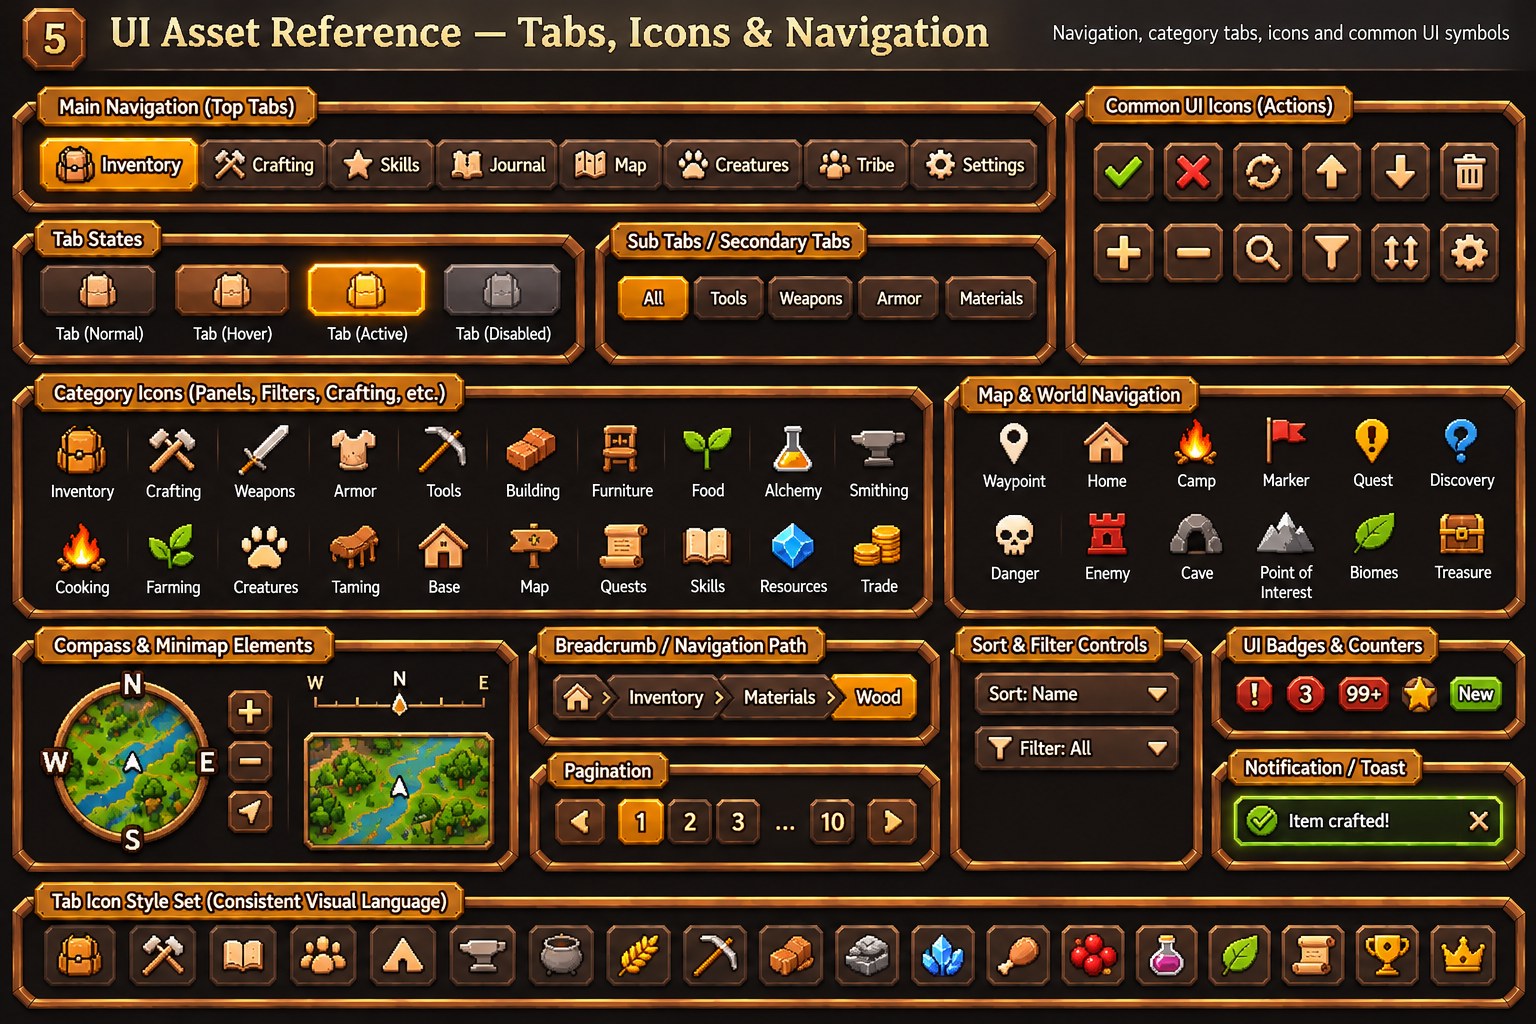 5
UI Asset Reference — Tabs, Icons & Navigation
Navigation, category tabs, icons and common UI symbols
Main Navigation (Top Tabs)
Inventory
Crafting
Skills
Journal
Map
Creatures
Tribe
Settings
Common UI Icons (Actions)
Tab States
Tab (Normal)
Tab (Hover)
Tab (Active)
Tab (Disabled)
Sub Tabs / Secondary Tabs
All
Tools
Weapons
Armor
Materials
Category Icons (Panels, Filters, Crafting, etc.)
Inventory
Crafting
Weapons
Armor
Tools
Building
Furniture
Food
Alchemy
Smithing
Cooking
Farming
Creatures
Taming
Base
Map
Quests
Skills
Resources
Trade
Map & World Navigation
Waypoint
Home
Camp
Marker
Quest
Discovery
Danger
Enemy
Cave
Point of
Interest
Biomes
Treasure
Compass & Minimap Elements
N
W
E
S
W
N
E
Breadcrumb / Navigation Path
Inventory
Materials
Wood
Pagination
1
2
3
...
10
Sort & Filter Controls
Sort: Name
Filter: All
UI Badges & Counters
!
3
99+
New
Notification / Toast
Item crafted!
Tab Icon Style Set (Consistent Visual Language)